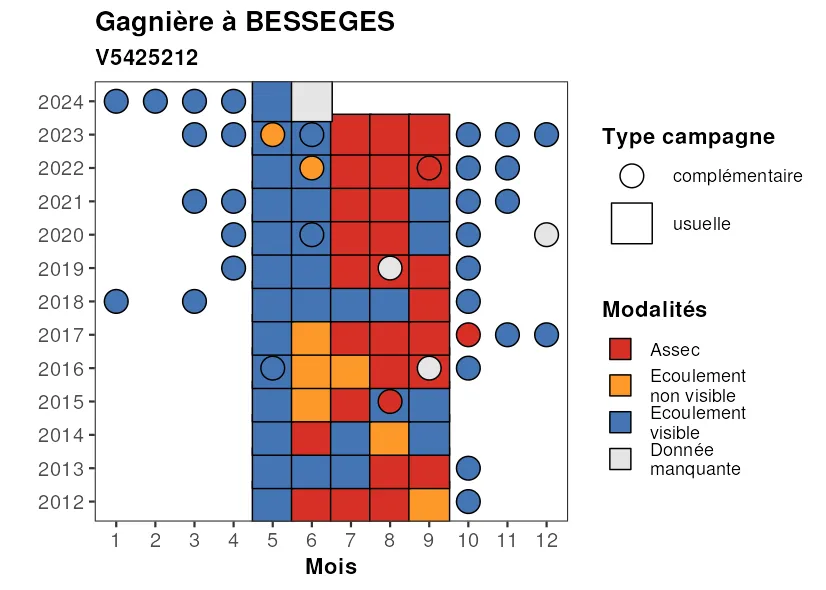 Gagnière à BESSEGES
V5425212
2024
2023
2022
2021
2020
2019
2018
2017
2016
2015
2014
2013
2012
1 2 3 4 5 6 7 8 9 10 11 12
Mois
Type campagne
complémentaire
usuelle
Modalités
Assec
Ecoulement
non visible
Ecoulement
visible
Donnée
manquante